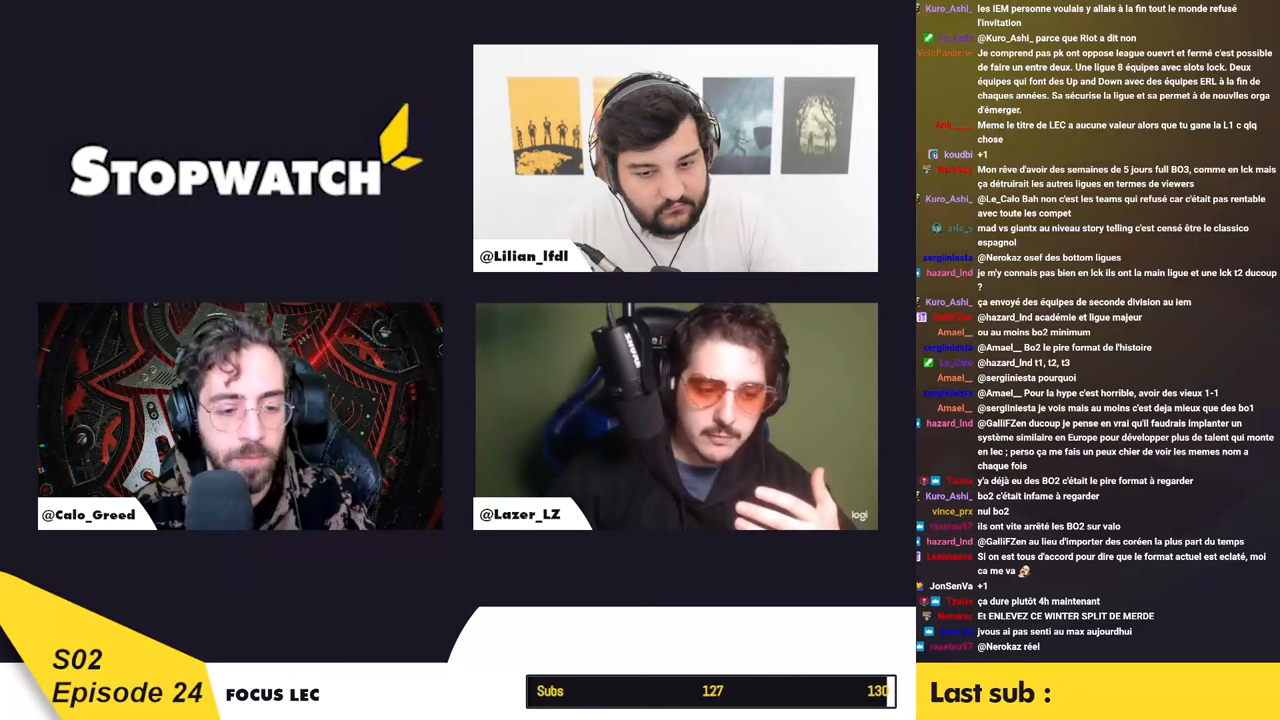 STOPWATCH
@Lilian_lfdl
@Calo_Greed
@Lazer_LZ
logi
S02
Episode 24
FOCUS LEC
Subs 127 130
Kuro_Ashi_ les IEM personne voulais y allais à la fin tout le monde refusé
l'invitation
Le_Calo @Kuro_Ashi_ parce que Riot a dit non
Je comprend pas pk ont oppose league ouevrt et fermé c'est possible
de faire un entre deux. Une ligue 8 équipes avec slots lock. Deux
équipes qui font des Up and Down avec des équipes ERL à la fin de
chaques années. Sa sécurise la ligue et sa permet à de nouvlles orga
d'émerger.
Meme le titre de LEC a aucune valeur alors que tu gane la L1 c qlq
chose
koudbi +1
Nerokaz Mon rêve d'avoir des semaines de 5 jours full BO3, comme en lck mais
ça détruirait les autres ligues en termes de viewers
Kuro_Ashi_ @Le_Calo Bah non c'est les teams qui refusé car c'était pas rentable
avec toute les compet
mad vs giantx au niveau story telling c'est censé être le classico
espagnol
sergiiniesta @Nerokaz osef des bottom ligues
hazard_lnd je m'y connais pas bien en lck ils ont la main ligue et une lck t2 ducoup
?
Kuro_Ashi_ ça envoyé des équipes de seconde division au iem
GalliFZen @hazard_lnd académie et ligue majeur
Amael__ ou au moins bo2 minimum
sergiiniesta @Amael__ Bo2 le pire format de l'histoire
Le_Calo @hazard_lnd t1, t2, t3
Amael__ @sergiiniesta pourquoi
sergiiniesta @Amael__ Pour la hype c'est horrible, avoir des vieux 1-1
Amael__ @sergiiniesta je vois mais au moins c'est deja mieux que des bo1
hazard_lnd @GalliFZen ducoup je pense en vrai qu'il faudrais implanter un
système similaire en Europe pour développer plus de talent qui monte
en lec ; perso ça me fais un peux chier de voir les memes nom a
chaque fois
y'a déjà eu des BO2 c'était le pire format à regarder
Kuro_Ashi_ bo2 c'était infame à regarder
vince_prx nul bo2
ils ont vite arrêté les BO2 sur valo
hazard_lnd @GalliFZen au lieu d'importer des coréen la plus part du temps
Si on est tous d'accord pour dire que le format actuel est eclaté, moi
ca me va
JonSenVa +1
ça dure plutôt 4h maintenant
Nerokaz Et ENLEVEZ CE WINTER SPLIT DE MERDE
jvous ai pas senti au max aujourdhui
@Nerokaz réel
Last sub :